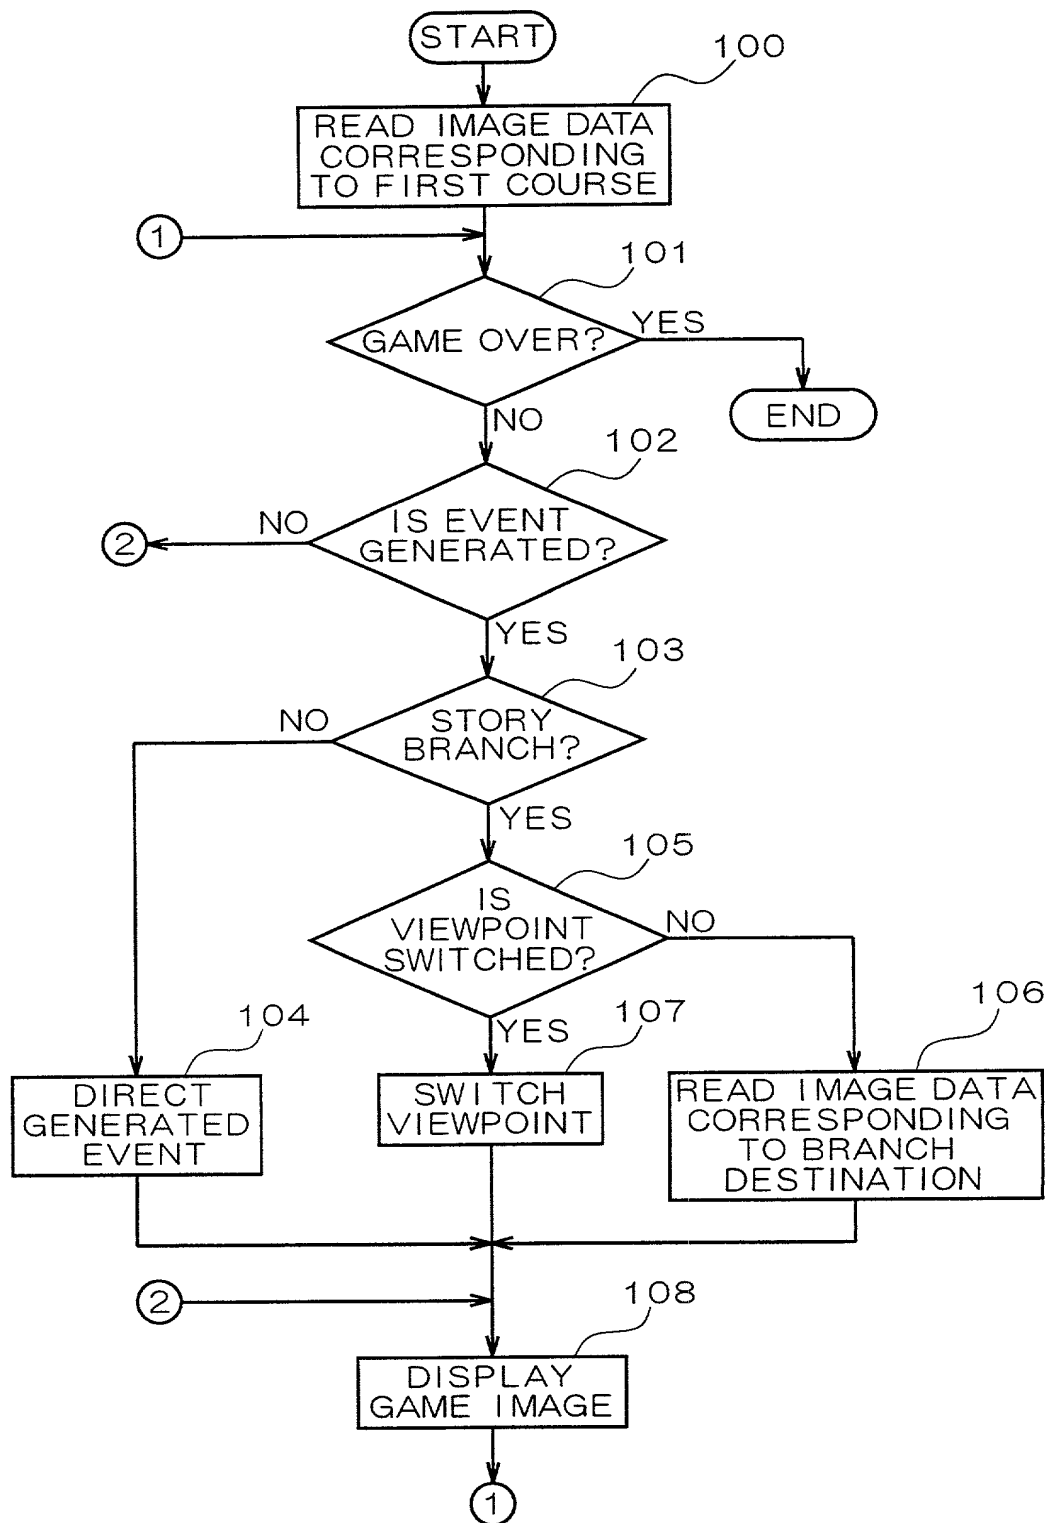 START
100
READ IMAGE DATA
CORRESPONDING
TO FIRST COURSE
1
101
GAME OVER?
YES
END
NO
102
IS EVENT
GENERATED?
NO
2
YES
103
STORY
BRANCH?
NO
YES
105
IS
VIEWPOINT
SWITCHED?
NO
YES
104
DIRECT
GENERATED
EVENT
107
SWITCH
VIEWPOINT
106
READ IMAGE DATA
CORRESPONDING
TO BRANCH
DESTINATION
2
108
DISPLAY
GAME IMAGE
1